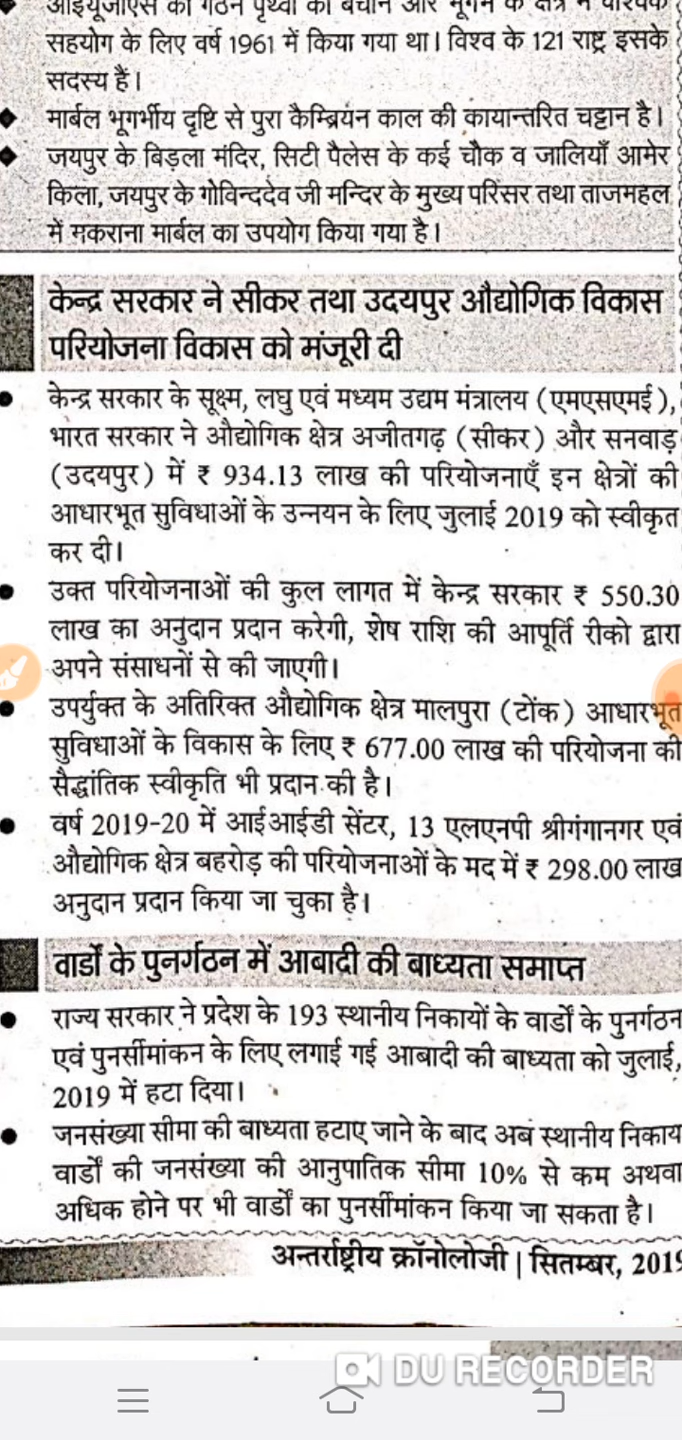 आईयूजीएस का गठन पृथ्वी को बचाने और भूगर्भ के क्षेत्र में
सहयोग के लिए वर्ष 1961 में किया गया था। विश्व के 121 राष्ट्र इसके
सदस्य हैं।
मार्बल भूगर्भीय दृष्टि से पुरा कैम्ब्रियन काल की कायान्तरित चट्टान है।
जयपुर के बिड़ला मंदिर, सिटी पैलेस के कई चौक व जालियाँ आमेर
किला, जयपुर के गोविन्ददेव जी मन्दिर के मुख्य परिसर तथा ताजमहल
में मकराना मार्बल का उपयोग किया गया है।
केन्द्र सरकार ने सीकर तथा उदयपुर औद्योगिक विकास
परियोजना विकास को मंजूरी दी
केन्द्र सरकार के सूक्ष्म, लघु एवं मध्यम उद्यम मंत्रालय (एमएसएमई),
भारत सरकार ने औद्योगिक क्षेत्र अजीतगढ़ (सीकर) और सनवाड़
(उदयपुर) में ₹ 934.13 लाख की परियोजनाएँ इन क्षेत्रों की
आधारभूत सुविधाओं के उन्नयन के लिए जुलाई 2019 को स्वीकृत
कर दी।
उक्त परियोजनाओं की कुल लागत में केन्द्र सरकार ₹ 550.30
लाख का अनुदान प्रदान करेगी, शेष राशि की आपूर्ति रीको द्वारा
अपने संसाधनों से की जाएगी।
उपर्युक्त के अतिरिक्त औद्योगिक क्षेत्र मालपुरा (टोंक) आधारभूत
सुविधाओं के विकास के लिए ₹ 677.00 लाख की परियोजना की
सैद्धांतिक स्वीकृति भी प्रदान की है।
वर्ष 2019-20 में आईआईडी सेंटर, 13 एलएनपी श्रीगंगानगर एवं
औद्योगिक क्षेत्र बहरोड़ की परियोजनाओं के मद में ₹ 298.00 लाख
अनुदान प्रदान किया जा चुका है।
वार्डों के पुनर्गठन में आबादी की बाध्यता समाप्त
राज्य सरकार ने प्रदेश के 193 स्थानीय निकायों के वार्डों के पुनर्गठन
एवं पुनर्सीमांकन के लिए लगाई गई आबादी की बाध्यता को जुलाई,
2019 में हटा दिया।
जनसंख्या सीमा की बाध्यता हटाए जाने के बाद अब स्थानीय निकाय
वार्डों की जनसंख्या की आनुपातिक सीमा 10% से कम अथवा
अधिक होने पर भी वार्डों का पुनर्सीमांकन किया जा सकता है।
अन्तर्राष्ट्रीय क्रॉनोलोजी | सितम्बर, 2019
DU RECORDER